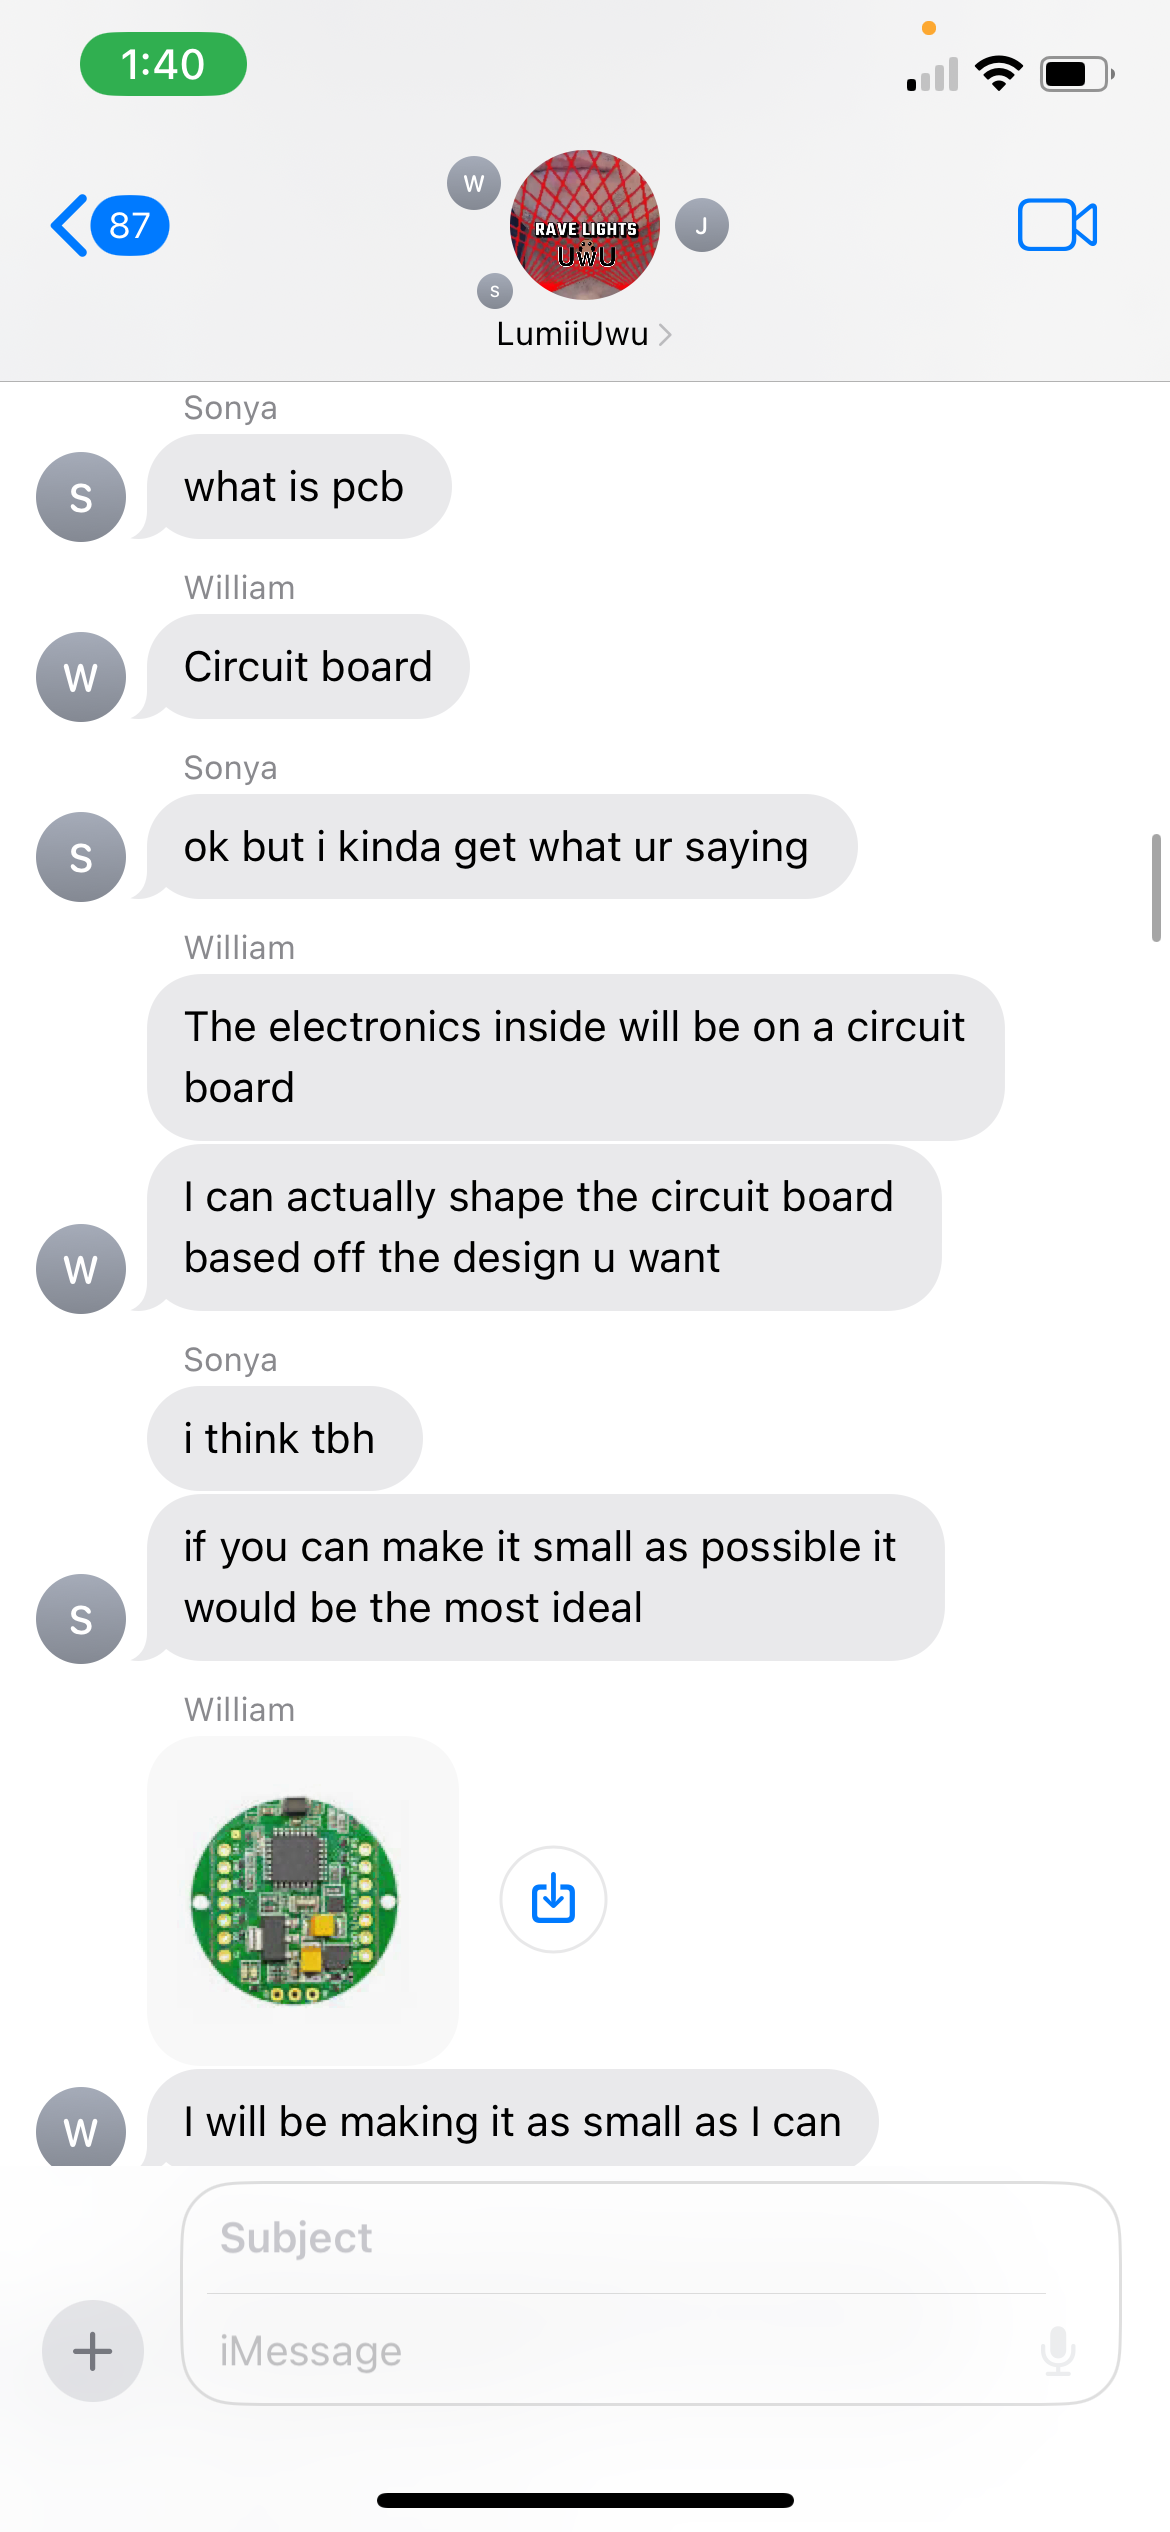 1:40
87
W
J
S
RAVE LIGHTS
UWU
LumiiUwu
Sonya
S
what is pcb
William
W
Circuit board
Sonya
S
ok but i kinda get what ur saying
William
The electronics inside will be on a circuit
board
W
I can actually shape the circuit board
based off the design u want
Sonya
i think tbh
S
if you can make it small as possible it
would be the most ideal
William
W
I will be making it as small as I can
Subject
iMessage